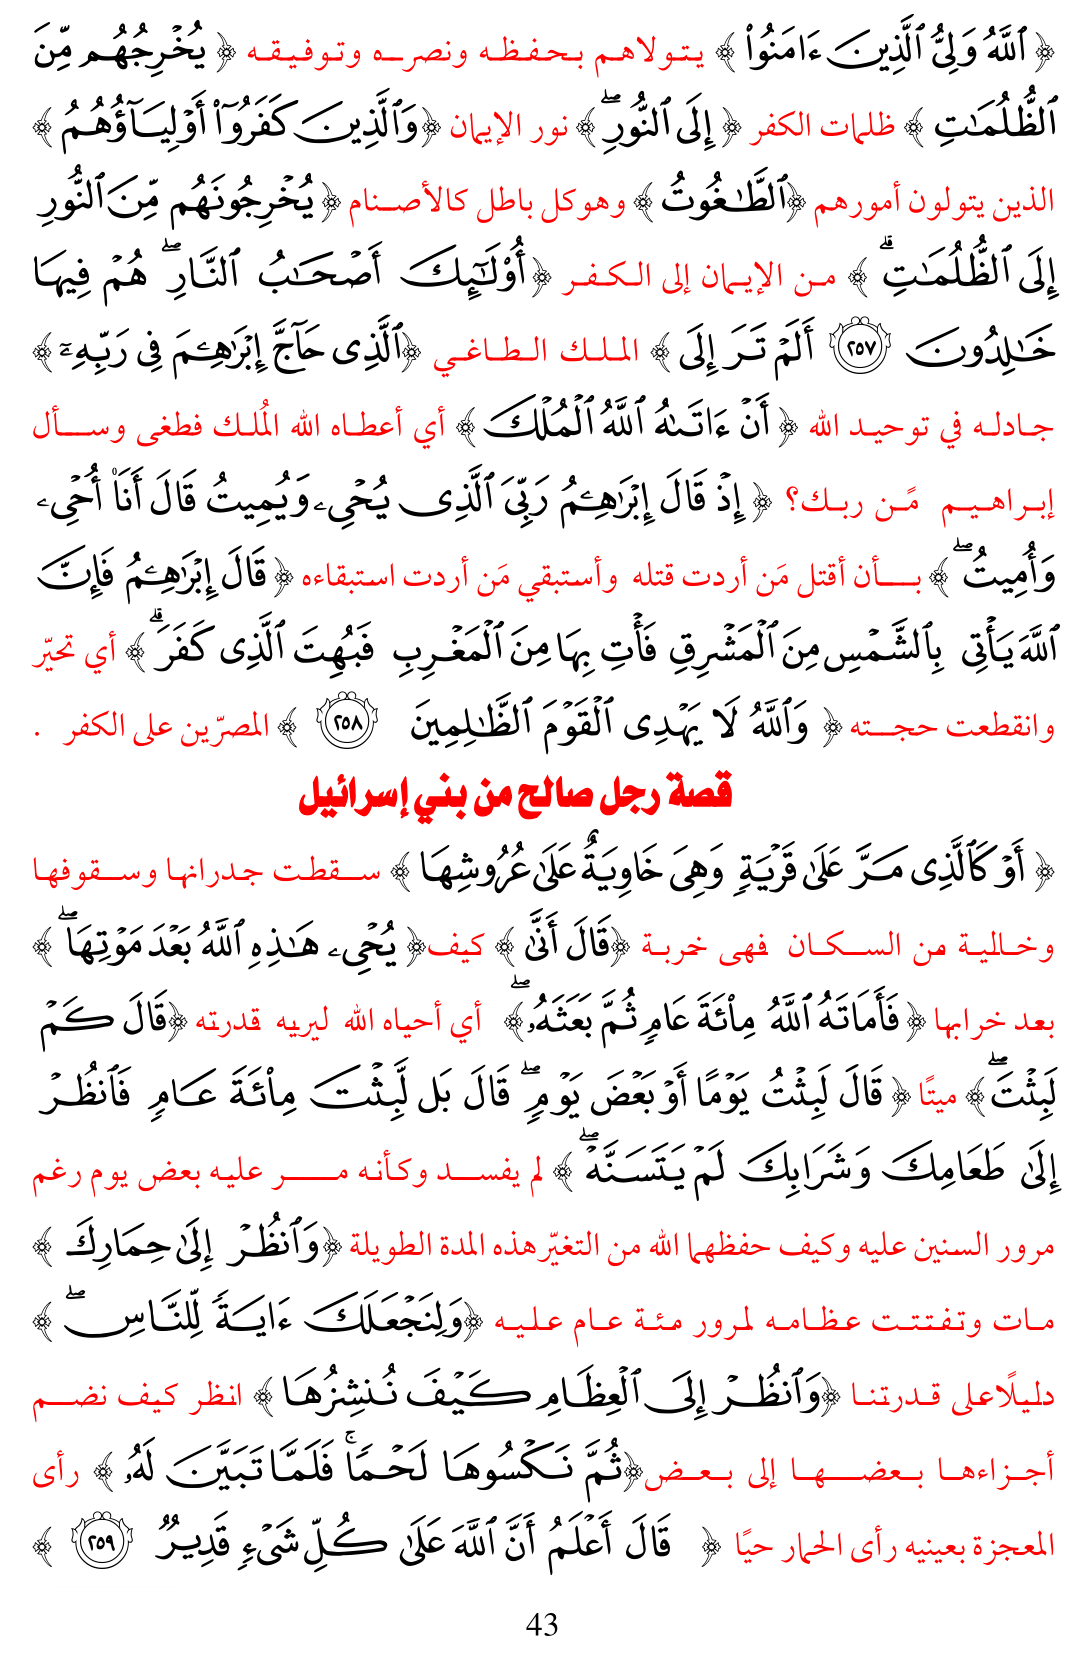 ﴿ ٱللَّهُ وَلِىُّ ٱلَّذِينَ ءَامَنُوا۟ ﴾ يتولاهم بحفظه ونصره وتوفيقه ﴿ يُخْرِجُهُم مِّنَ
ٱلظُّلُمَٰتِ ﴾ ظلمات الكفر ﴿ إِلَى ٱلنُّورِ ۖ ﴾ نور الإيمان ﴿ وَٱلَّذِينَ كَفَرُوٓا۟ أَوْلِيَآؤُهُمُ ﴾
الذين يتولون أمورهم ﴿ٱلطَّٰغُوتُ ﴾ وهوكل باطل كالأصنام ﴿ يُخْرِجُونَهُم مِّنَ ٱلنُّورِ
إِلَى ٱلظُّلُمَٰتِ ۗ ﴾ من الإيمان إلى الكفر ﴿ أُو۟لَٰٓئِكَ أَصْحَٰبُ ٱلنَّارِ ۖ هُمْ فِيهَا
خَٰلِدُونَ ٢٥٧ أَلَمْ تَرَ إِلَى ﴾ الملك الطاغي ﴿ٱلَّذِى حَآجَّ إِبْرَٰهِـۧمَ فِى رَبِّهِۦٓ ﴾
جادله في توحيد الله ﴿ أَنْ ءَاتَىٰهُ ٱللَّهُ ٱلْمُلْكَ ﴾ أي أعطاه الله المُلك فطغى وسأل
إبراهيم مًن ربك؟ ﴿ إِذْ قَالَ إِبْرَٰهِـۧمُ رَبِّىَ ٱلَّذِى يُحْىِۦ وَيُمِيتُ قَالَ أَنَا۠ أُحْىِۦ
وَأُمِيتُ ۖ ﴾ بأن أقتل مَن أردت قتله وأستبقي مَن أردت استبقاءه ﴿ قَالَ إِبْرَٰهِـۧمُ فَإِنَّ
ٱللَّهَ يَأْتِى بِٱلشَّمْسِ مِنَ ٱلْمَشْرِقِ فَأْتِ بِهَا مِنَ ٱلْمَغْرِبِ فَبُهِتَ ٱلَّذِى كَفَرَ ۗ ﴾ أي تحيّر
وانقطعت حجته ﴿ وَٱللَّهُ لَا يَهْدِى ٱلْقَوْمَ ٱلظَّٰلِمِينَ ٢٥٨ ﴾ المصرّين على الكفر .
قصة رجل صالح من بني إسرائيل
﴿ أَوْ كَٱلَّذِى مَرَّ عَلَىٰ قَرْيَةٍ وَهِىَ خَاوِيَةٌ عَلَىٰ عُرُوشِهَا ﴾ سقطت جدرانها وسقوفها
وخالية من السكان فهى خربة ﴿قَالَ أَنَّىٰ ﴾ كيف﴿ يُحْىِۦ هَٰذِهِ ٱللَّهُ بَعْدَ مَوْتِهَا ۖ ﴾
بعد خرابها ﴿ فَأَمَاتَهُ ٱللَّهُ مِا۟ئَةَ عَامٍ ثُمَّ بَعَثَهُۥ ۖ ﴾ أي أحياه الله ليريه قدرته ﴿قَالَ كَمْ
لَبِثْتَ ۖ ﴾ ميتًا ﴿ قَالَ لَبِثْتُ يَوْمًا أَوْ بَعْضَ يَوْمٍ ۖ قَالَ بَل لَّبِثْتَ مِا۟ئَةَ عَامٍ فَٱنظُرْ
إِلَىٰ طَعَامِكَ وَشَرَابِكَ لَمْ يَتَسَنَّهْ ۖ ﴾ لم يفسد وكأنه مر عليه بعض يوم رغم
مرور السنين عليه وكيف حفظهما الله من التغيّر هذه المدة الطويلة ﴿وَٱنظُرْ إِلَىٰ حِمَارِكَ ﴾
مات وتفتتت عظامه لمرور مئة عام عليه ﴿وَلِنَجْعَلَكَ ءَايَةً لِّلنَّاسِ ۖ ﴾
دليلًاعلى قدرتنا ﴿وَٱنظُرْ إِلَى ٱلْعِظَامِ كَيْفَ نُنشِزُهَا ﴾ انظر كيف نضم
أجزاءها بعضها إلى بعض﴿ثُمَّ نَكْسُوهَا لَحْمًا ۚ فَلَمَّا تَبَيَّنَ لَهُۥ ﴾ رأى
المعجزة بعينيه رأى الحمار حيًا ﴿ قَالَ أَعْلَمُ أَنَّ ٱللَّهَ عَلَىٰ كُلِّ شَىْءٍ قَدِيرٌ ٢٥٩ ﴾
43